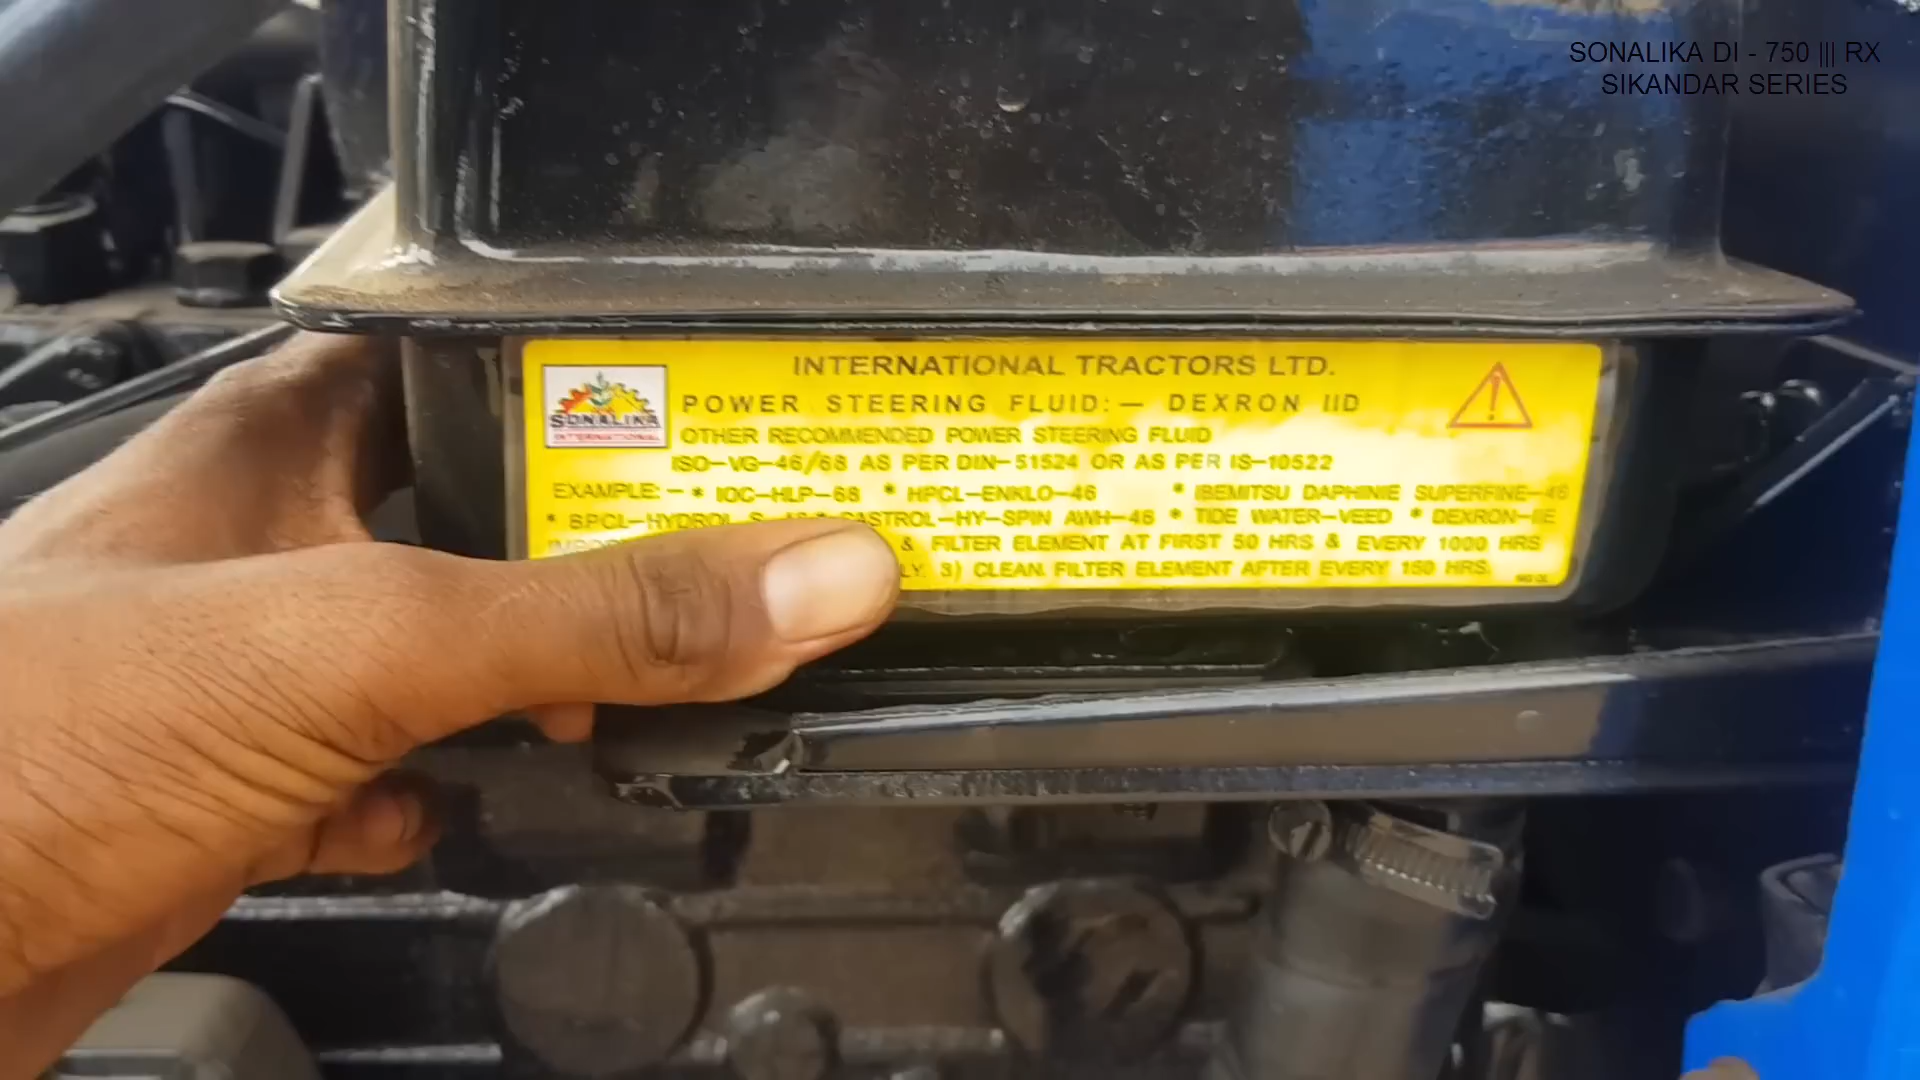 SONALIKA DI - 750 ||| RX
SIKANDAR SERIES
INTERNATIONAL TRACTORS LTD.
SONALIKA
INTERNATIONAL
POWER STEERING FLUID:— DEXRON IID
OTHER RECOMMENDED POWER STEERING FLUID
ISO-VG-46/68 AS PER DIN-51524 OR AS PER IS-10522
EXAMPLE:- * IOC-HLP-68 * HPCL-ENKLO-46 * IBEMITSU DAPHINIE SUPERFINE-46
* BPCL-HYDROL * CASTROL-HY-SPIN AWH-46 * TIDE WATER-VEED * DEXRON-IIE
& FILTER ELEMENT AT FIRST 50 HRS & EVERY 1000 HRS
LY. 3) CLEAN FILTER ELEMENT AFTER EVERY 150 HRS.